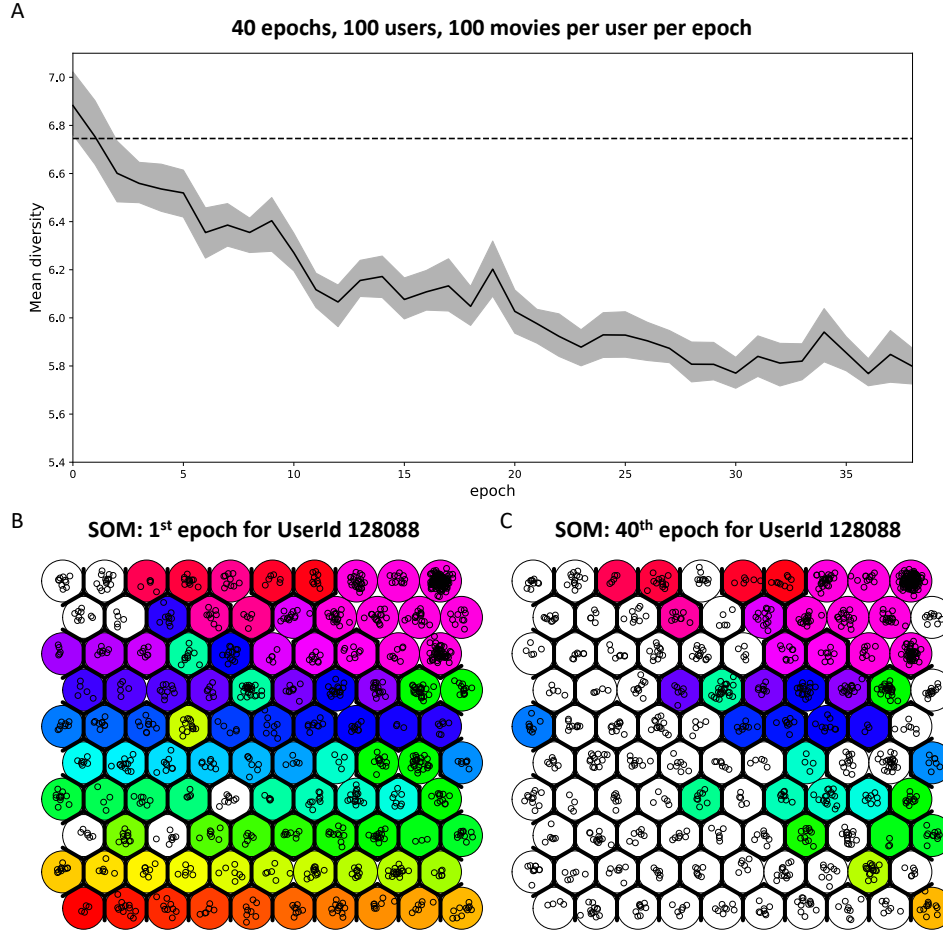 A
40 epochs, 100 users, 100 movies per user per epoch
7.0
6.8
6.6
6.4
6.2
6.0
5.8
5.6
5.4
Mean diversity
0 5 10 15 20 25 30 35
epoch
B SOM: 1st epoch for UserId 128088
C SOM: 40th epoch for UserId 128088